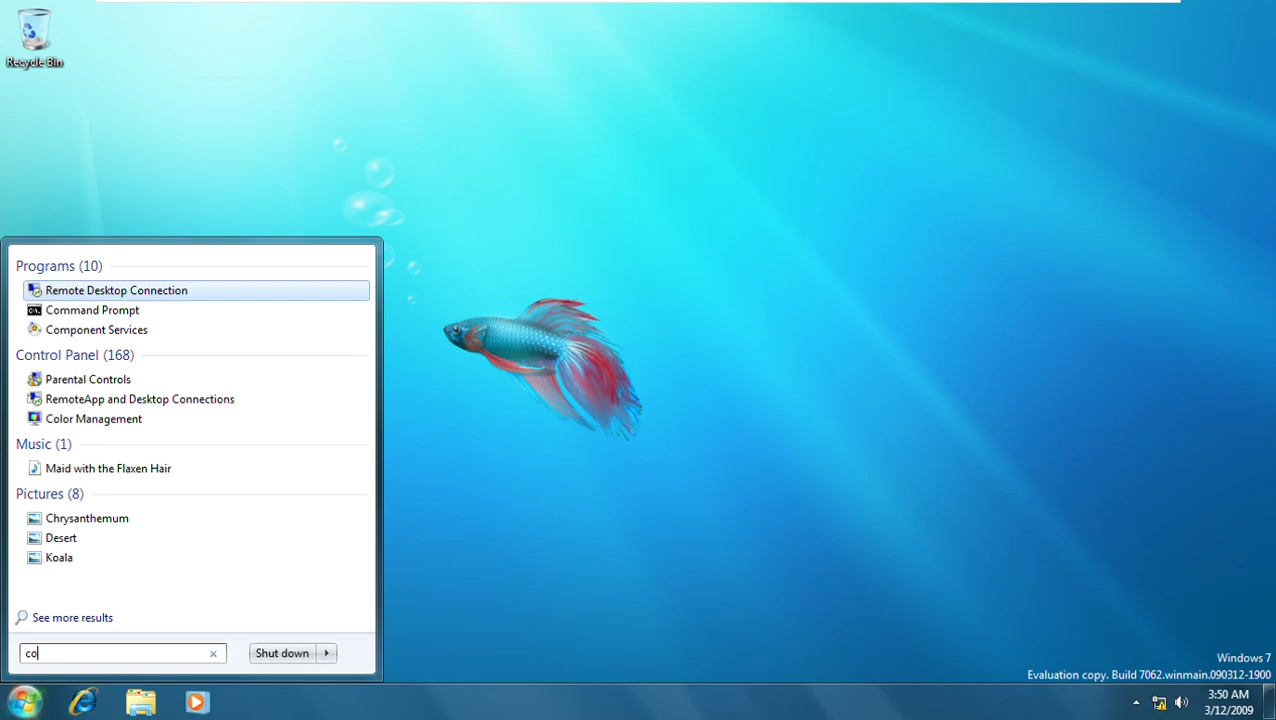 Recycle Bin
Programs (10)
Remote Desktop Connection
Command Prompt
Component Services
Control Panel (168)
Parental Controls
RemoteApp and Desktop Connections
Color Management
Music (1)
Maid with the Flaxen Hair
Pictures (8)
Chrysanthemum
Desert
Koala
See more results
co
Shut down
Windows 7
Evaluation copy. Build 7062.winmain.090312-1900
3:50 AM
3/12/2009